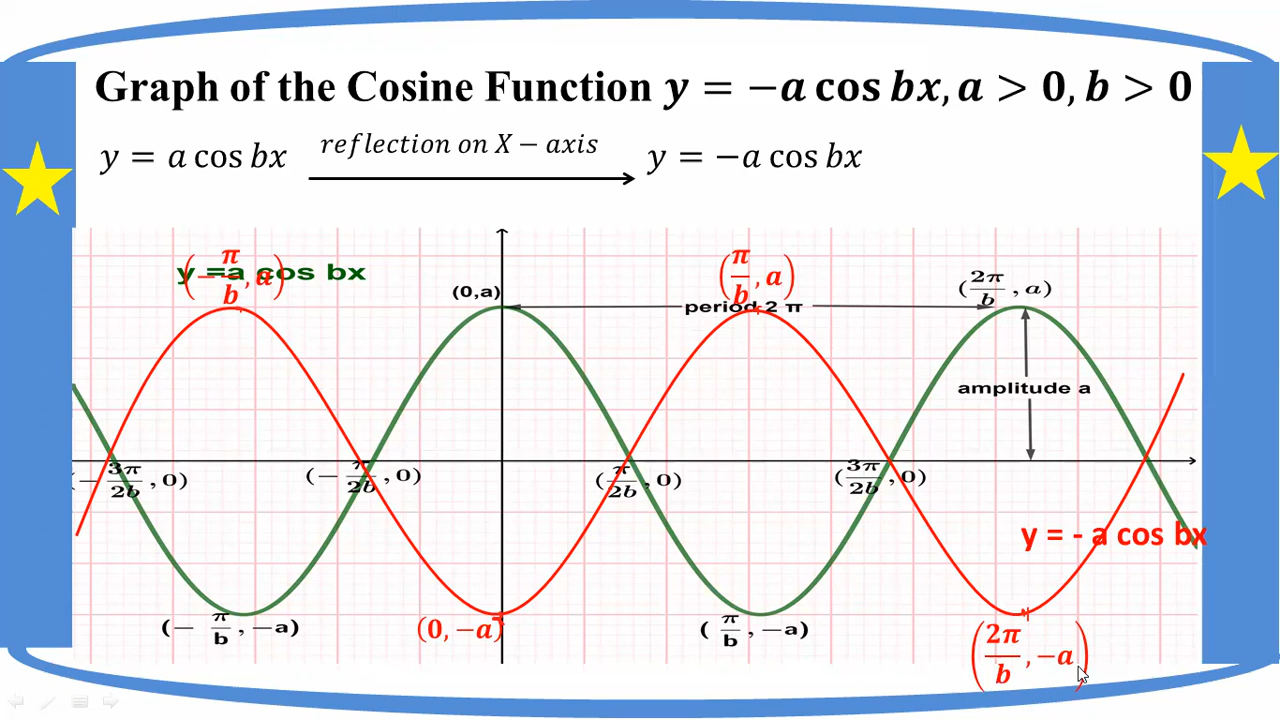 Graph of the Cosine Function y = −a cos bx, a > 0, b > 0
y = a cos bx reflection on X − axis y = −a cos bx
y =a cos bx
(−π/b, a)
(0,a)
(π/b, a)
(2π/b , a)
period 2 π
amplitude a
(− 3π/2b , 0)
(− π/2b , 0)
(π/2b , 0)
(3π/2b , 0)
y = - a cos bx
(− π/b , −a)
(0, −a)
( π/b , −a)
(2π/b , −a)